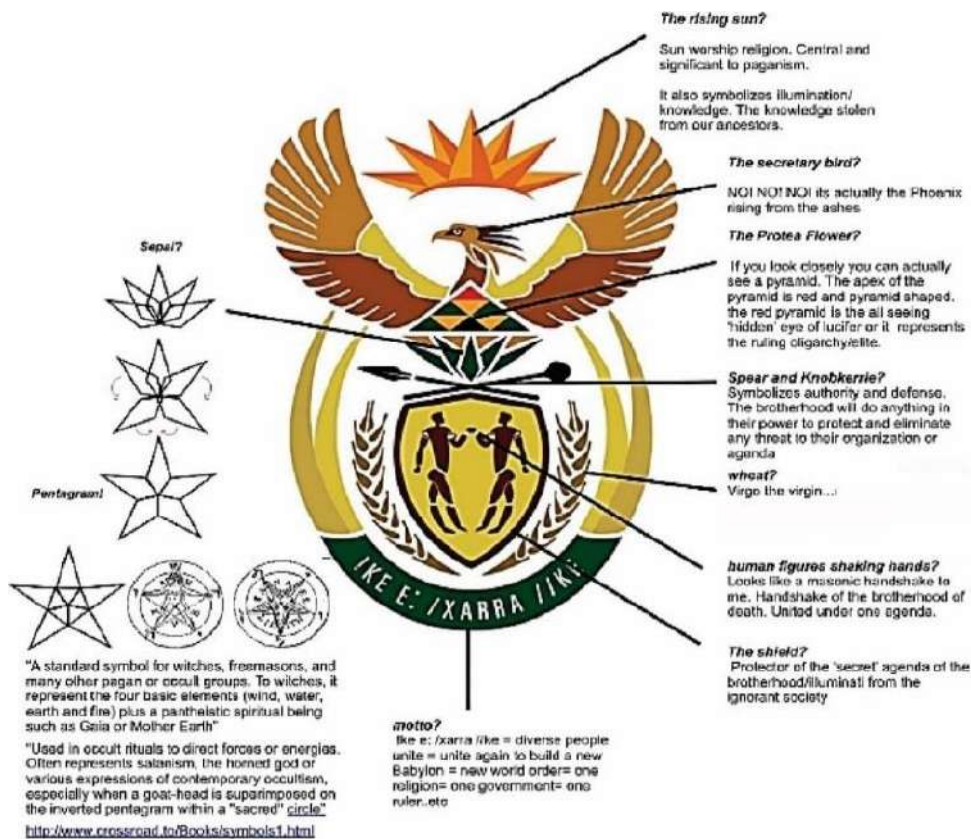 The rising sun?
Sun worship religion. Central and
significant to paganism.
It also symbolizes illumination/
knowledge. The knowledge stolen
from our ancestors.
The secretary bird?
NO! NO! NO! its actually the Phoenix
rising from the ashes
The Protea Flower?
If you look closely you can actually
see a pyramid. The apex of the
pyramid is red and pyramid shaped.
the red pyramid is the all seeing
'hidden' eye of lucifer or it represents
the ruling oligarchy/elite.
Spear and Knobkerrie?
Symbolizes authority and defense.
The brotherhood will do anything in
their power to protect and eliminate
any threat to their organization or
agenda
wheat?
Virgo the virgin...
human figures shaking hands?
Looks like a masonic handshake to
me. Handshake of the brotherhood of
death. United under one agenda.
The shield?
Protector of the 'secret' agenda of the
brotherhood/illuminati from the
ignorant society
Sepal?
Pentagram!
!KE E: /XARRA //KE
"A standard symbol for witches, freemasons, and
many other pagan or occult groups. To witches, it
represent the four basic elements (wind, water,
earth and fire) plus a pantheistic spiritual being
such as Gaia or Mother Earth"
"Used in occult rituals to direct forces or energies.
Often represents satanism, the horned god or
various expressions of contemporary occultism,
especially when a goat-head is superimposed on
the inverted pentagram within a "sacred" circle"
http://www.crossroad.to/Books/symbols1.html
motto?
!ke e: /xarra //ke = diverse people
unite = unite again to build a new
Babylon = new world order= one
religion= one government= one
ruler..etc